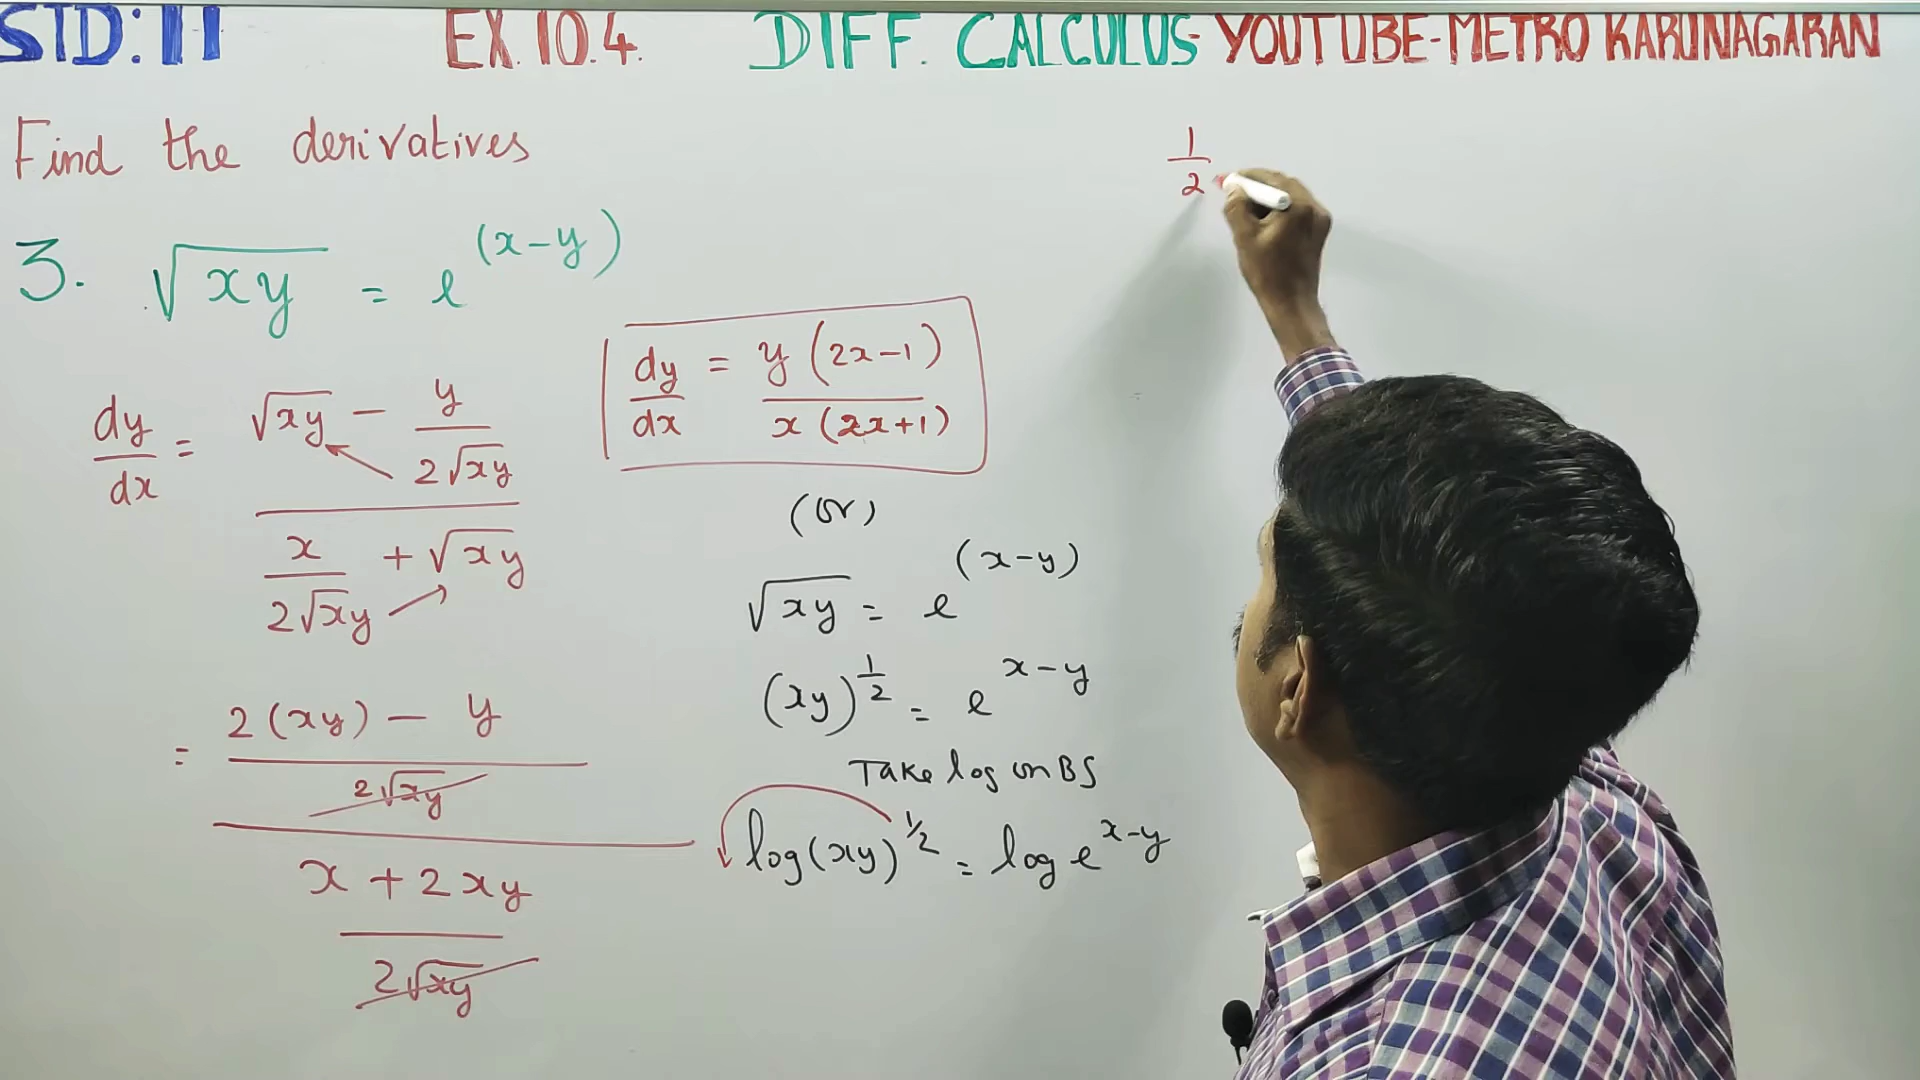 STD: 11 EX. 10.4. DIFF. CALCULUS- YOUTUBE-METRO KARUNAGARAN
Find the derivatives
3. √(xy) = e^(x-y)
dy/dx = (√(xy) - y/(2√(xy))) / (x/(2√(xy)) + √(xy))
= ((2(xy) - y)/(2√(xy))) / ((x + 2xy)/(2√(xy)))
dy/dx = y(2x-1) / x(2x+1)
(or)
√(xy) = e^(x-y)
(xy)^(1/2) = e^(x-y)
Take log on BS
log(xy)^(1/2) = log e^(x-y)
1/2